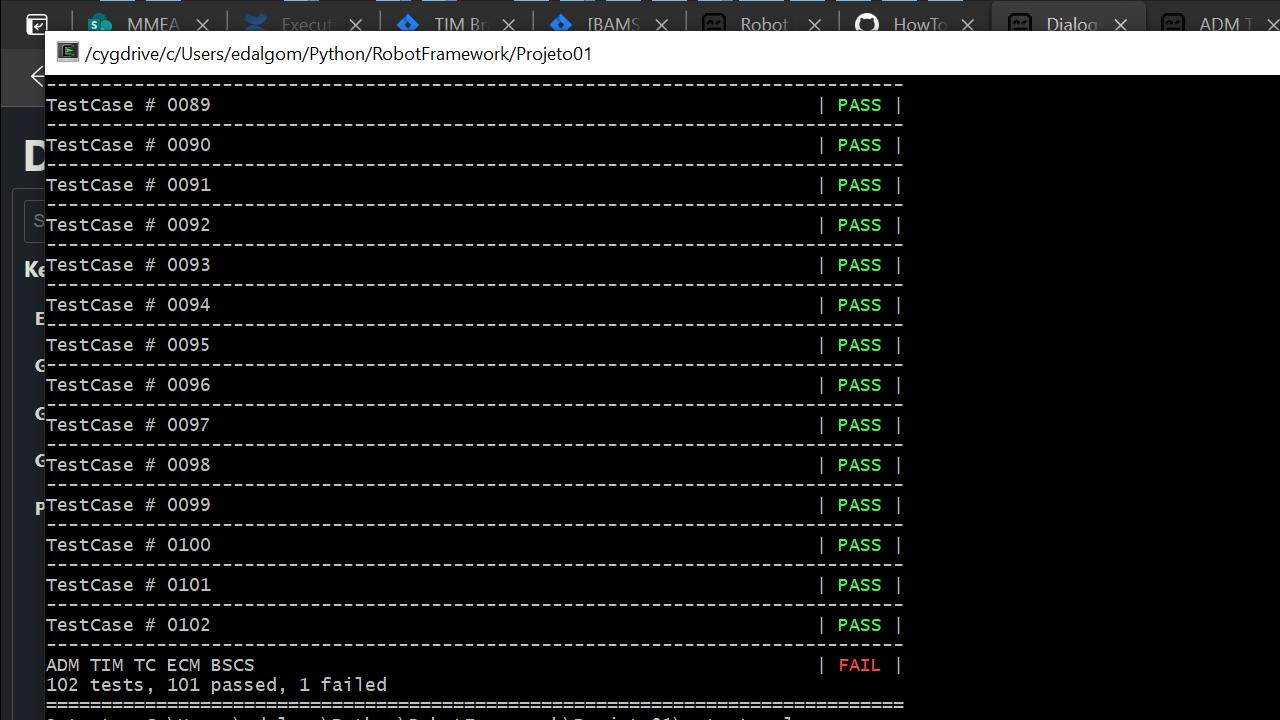 MMEA
Execut
TIM Br
[BAMS
Robot
HowTo
Dialog
ADM T
/cygdrive/c/Users/edalgom/Python/RobotFramework/Projeto01
------------------------------------------------------------------------------
TestCase # 0089 | PASS |
------------------------------------------------------------------------------
TestCase # 0090 | PASS |
------------------------------------------------------------------------------
TestCase # 0091 | PASS |
------------------------------------------------------------------------------
TestCase # 0092 | PASS |
------------------------------------------------------------------------------
TestCase # 0093 | PASS |
------------------------------------------------------------------------------
TestCase # 0094 | PASS |
------------------------------------------------------------------------------
TestCase # 0095 | PASS |
------------------------------------------------------------------------------
TestCase # 0096 | PASS |
------------------------------------------------------------------------------
TestCase # 0097 | PASS |
------------------------------------------------------------------------------
TestCase # 0098 | PASS |
------------------------------------------------------------------------------
TestCase # 0099 | PASS |
------------------------------------------------------------------------------
TestCase # 0100 | PASS |
------------------------------------------------------------------------------
TestCase # 0101 | PASS |
------------------------------------------------------------------------------
TestCase # 0102 | PASS |
------------------------------------------------------------------------------
ADM TIM TC ECM BSCS | FAIL |
102 tests, 101 passed, 1 failed
==============================================================================